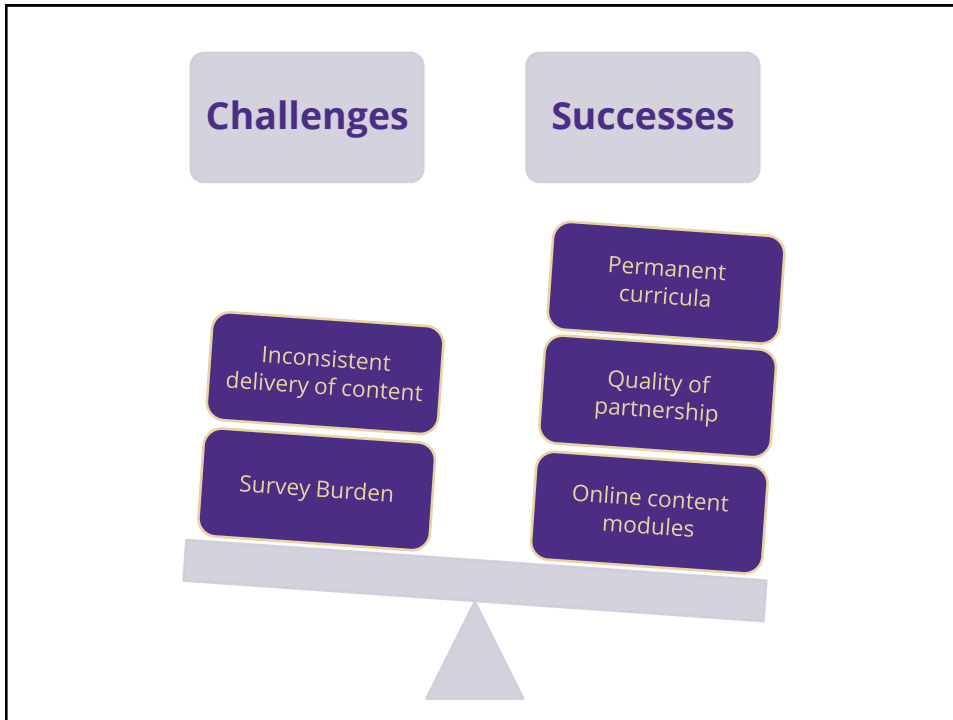 Challenges
Successes
Permanent
curricula
Inconsistent
delivery of content
Quality of
partnership
Survey Burden
Online content
modules